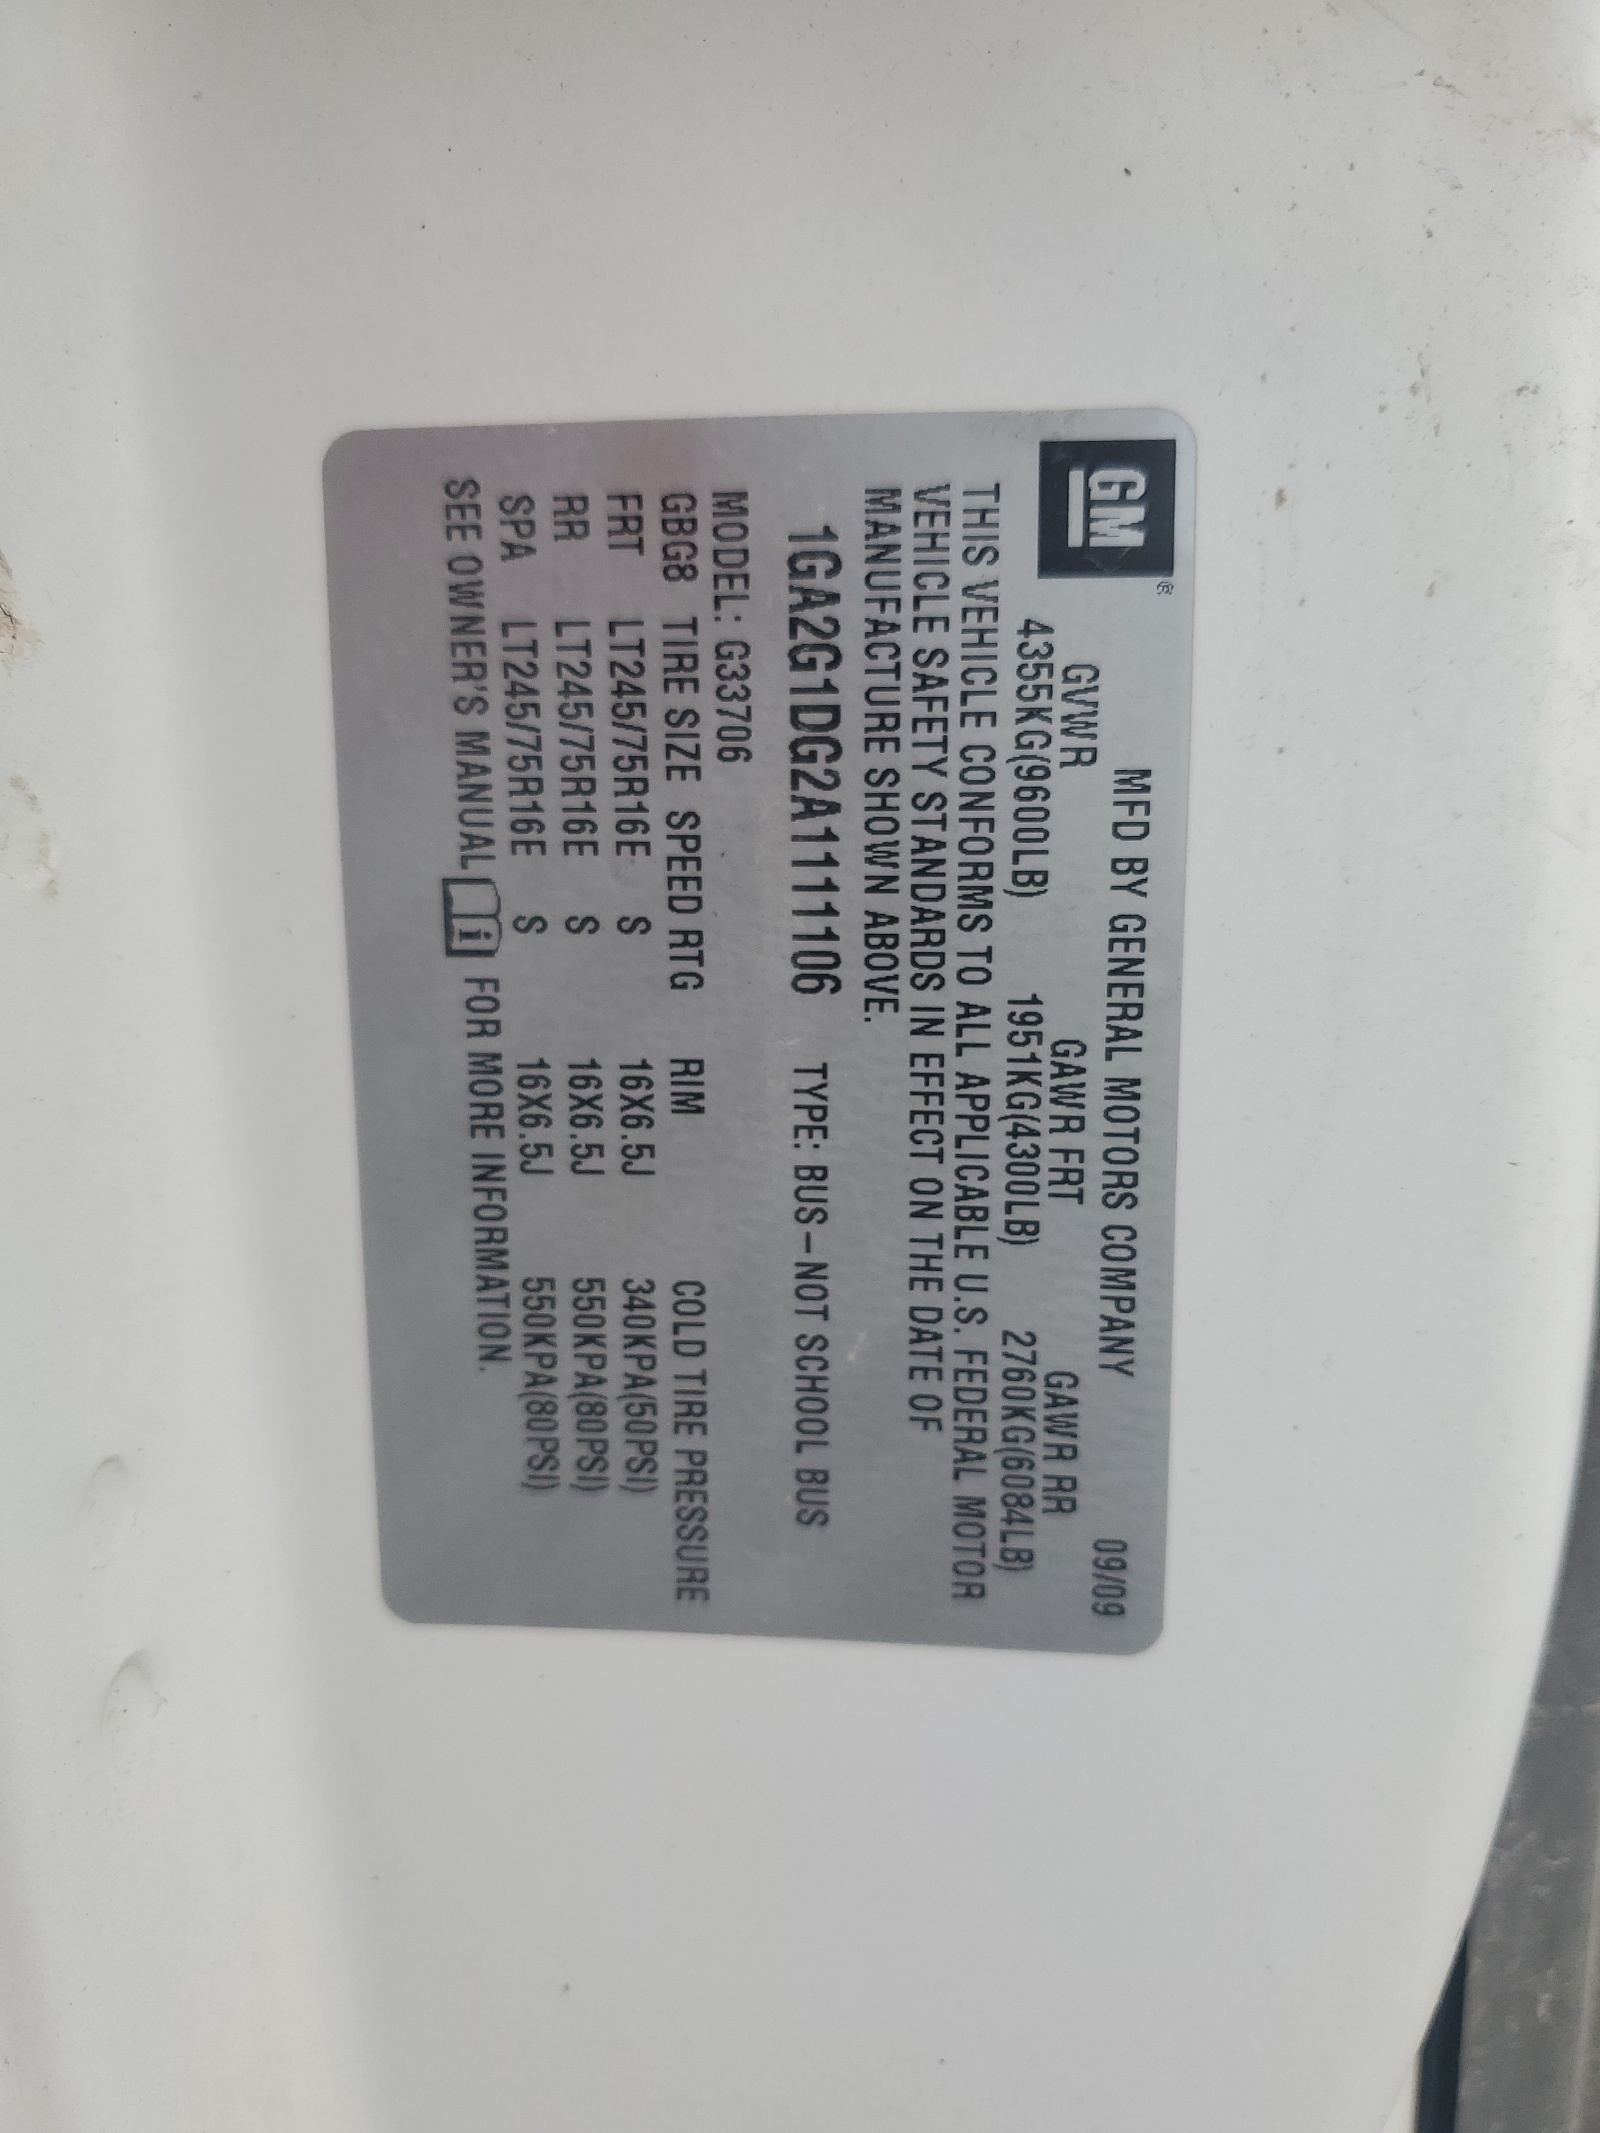 GM®
MFD BY GENERAL MOTORS COMPANY 09/09
GVWR GAWR FRT GAWR RR
4355KG(9600LB) 1951KG(4300LB) 2760KG(6084LB)
THIS VEHICLE CONFORMS TO ALL APPLICABLE U.S. FEDERAL MOTOR
VEHICLE SAFETY STANDARDS IN EFFECT ON THE DATE OF
MANUFACTURE SHOWN ABOVE.
1GA2G1DG2A1111106 TYPE: BUS–NOT SCHOOL BUS
MODEL: G33706
GBG8 TIRE SIZE SPEED RTG RIM COLD TIRE PRESSURE
FRT LT245/75R16E S 16X6.5J 340KPA(50PSI)
RR LT245/75R16E S 16X6.5J 550KPA(80PSI)
SPA LT245/75R16E S 16X6.5J 550KPA(80PSI)
SEE OWNER'S MANUAL i FOR MORE INFORMATION.